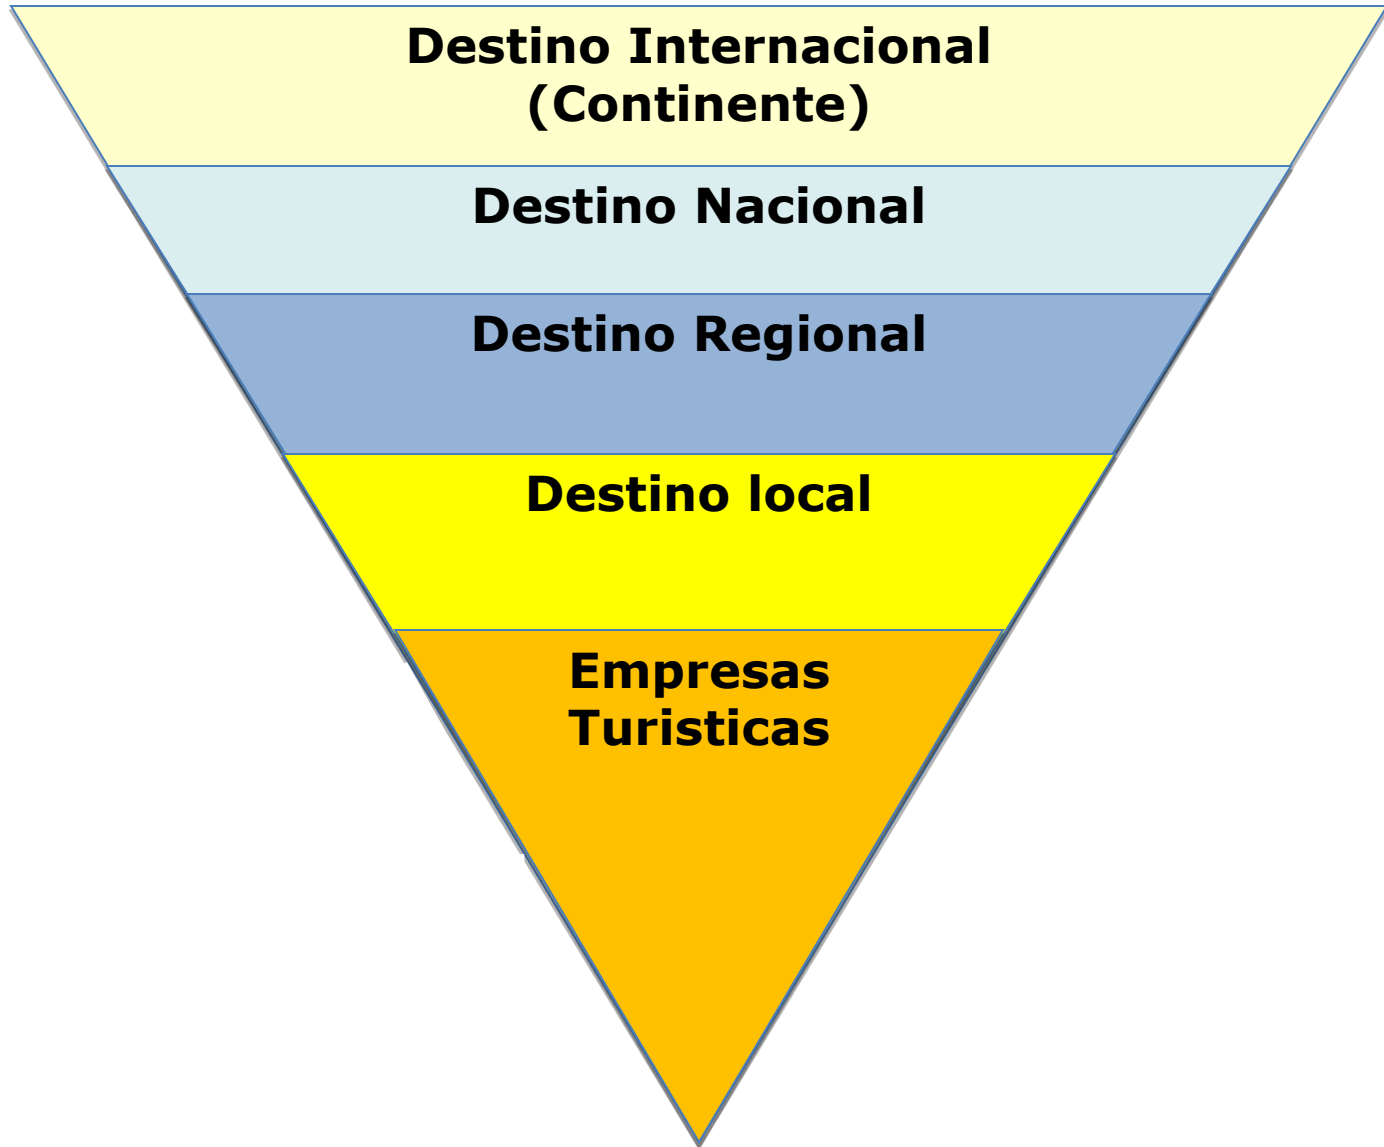 Destino Internacional
(Continente)
Destino Nacional
Destino Regional
Destino local
Empresas
Turisticas